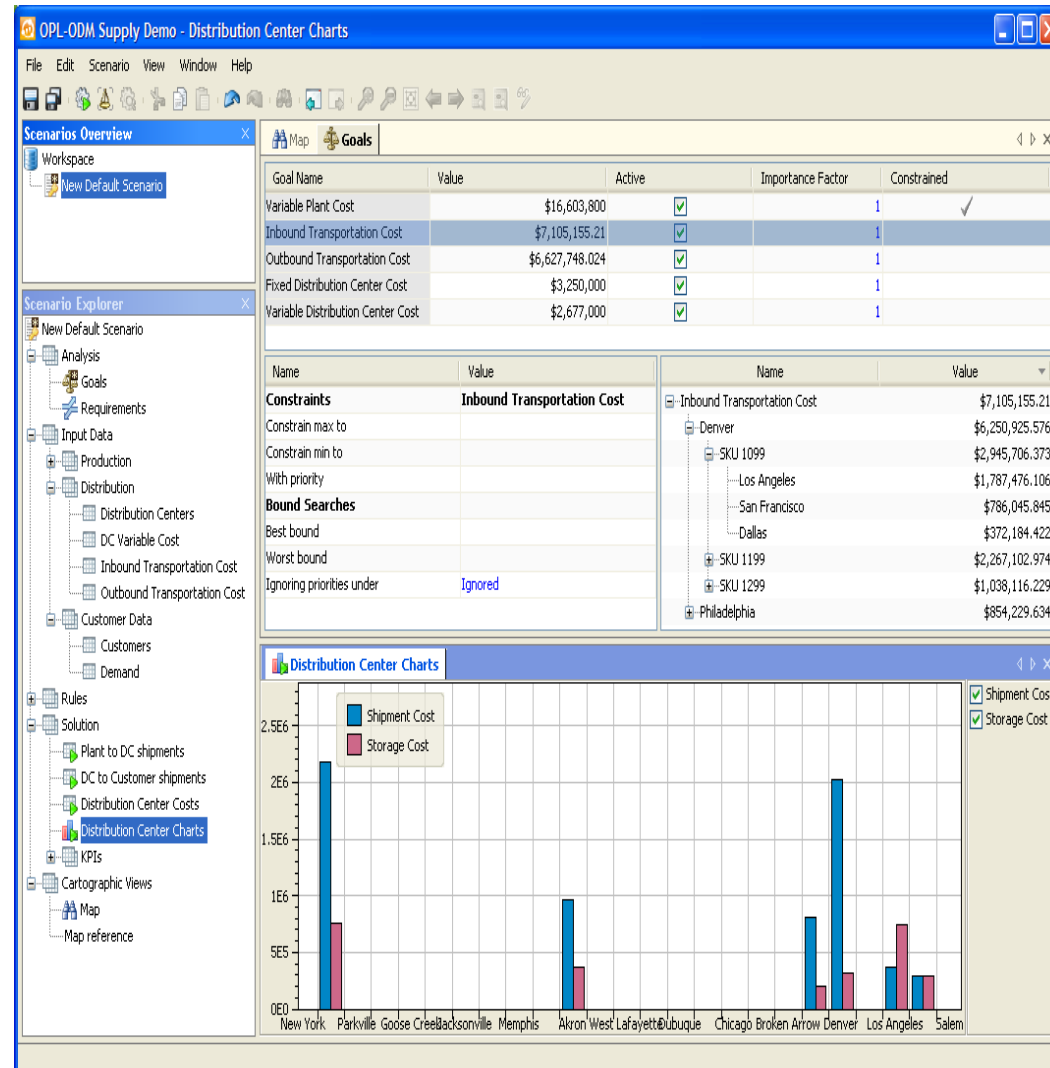 OPL-ODM Supply Demo - Distribution Center Charts
File Edit Scenario View Window Help
Scenarios Overview
Workspace
New Default Scenario
Scenario Explorer
New Default Scenario
Analysis
Goals
Requirements
Input Data
Production
Distribution
Distribution Centers
DC Variable Cost
Inbound Transportation Cost
Outbound Transportation Cost
Customer Data
Customers
Demand
Rules
Solution
Plant to DC shipments
DC to Customer shipments
Distribution Center Costs
Distribution Center Charts
KPIs
Cartographic Views
Map
Map reference
Map Goals
Goal Name Value Active Importance Factor Constrained
Variable Plant Cost $16,603,800 1
Inbound Transportation Cost $7,105,155.21 1
Outbound Transportation Cost $6,627,748.024 1
Fixed Distribution Center Cost $3,250,000 1
Variable Distribution Center Cost $2,677,000 1
Name Value
Constraints Inbound Transportation Cost
Constrain max to
Constrain min to
With priority
Bound Searches
Best bound
Worst bound
Ignoring priorities under Ignored
Name Value
Inbound Transportation Cost $7,105,155.21
Denver $6,250,925.576
SKU 1099 $2,945,706.373
Los Angeles $1,787,476.106
San Francisco $786,045.845
Dallas $372,184.422
SKU 1199 $2,267,102.974
SKU 1299 $1,038,116.229
Philadelphia $854,229.634
Distribution Center Charts
Shipment Cost
Storage Cost
2.5E6
2E6
1.5E6
1E6
5E5
0E0
New York Parkville Goose Creek Jacksonville Memphis Akron West Lafayette Dubuque Chicago Broken Arrow Denver Los Angeles Salem
Shipment Cos
Storage Cost